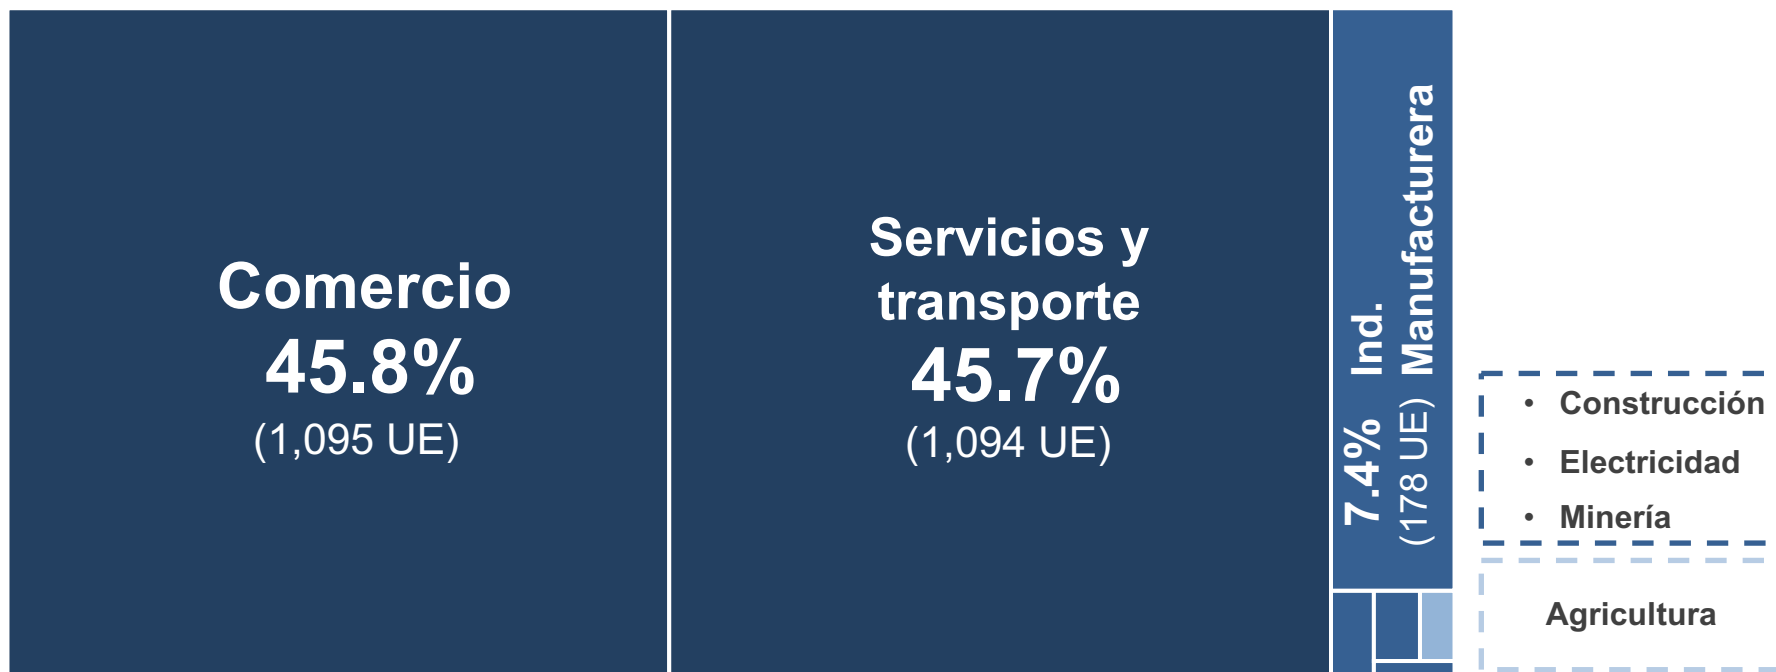 Comercio
45.8%
(1,095 UE)
Servicios y
transporte
45.7%
(1,094 UE)
Ind.
Manufacturera
7.4%
(178 UE)
• Construcción
• Electricidad
• Minería
Agricultura